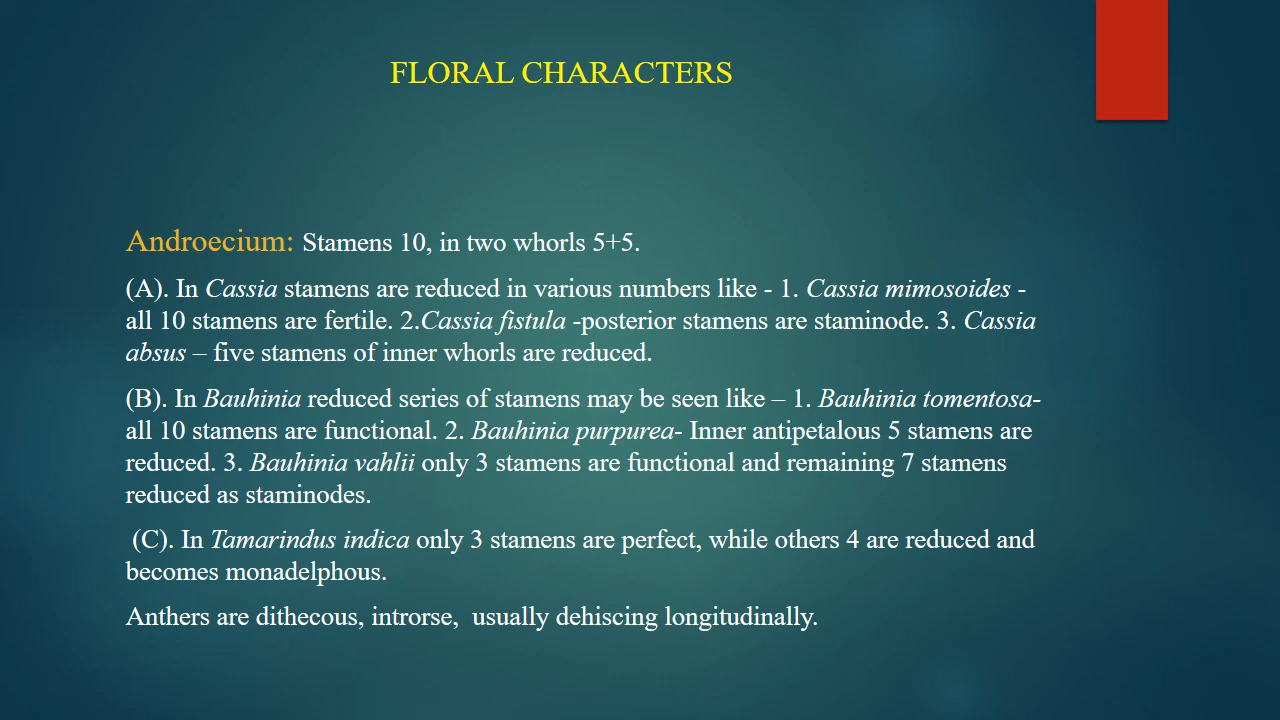 FLORAL CHARACTERS
Androecium: Stamens 10, in two whorls 5+5.
(A). In Cassia stamens are reduced in various numbers like - 1. Cassia mimosoides -
all 10 stamens are fertile. 2.Cassia fistula -posterior stamens are staminode. 3. Cassia
absus – five stamens of inner whorls are reduced.
(B). In Bauhinia reduced series of stamens may be seen like – 1. Bauhinia tomentosa-
all 10 stamens are functional. 2. Bauhinia purpurea- Inner antipetalous 5 stamens are
reduced. 3. Bauhinia vahlii only 3 stamens are functional and remaining 7 stamens
reduced as staminodes.
(C). In Tamarindus indica only 3 stamens are perfect, while others 4 are reduced and
becomes monadelphous.
Anthers are dithecous, introrse,  usually dehiscing longitudinally.